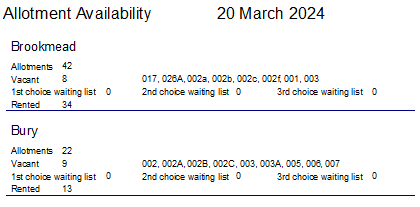 Allotment Availability 20 March 2024
Brookmead
Allotments 42
Vacant 8 017, 026A, 002a, 002b, 002c, 002f, 001, 003
1st choice waiting list 0 2nd choice waiting list 0 3rd choice waiting list 0
Rented 34
Bury
Allotments 22
Vacant 9 002, 002A, 002B, 002C, 003, 003A, 005, 006, 007
1st choice waiting list 0 2nd choice waiting list 0 3rd choice waiting list 0
Rented 13